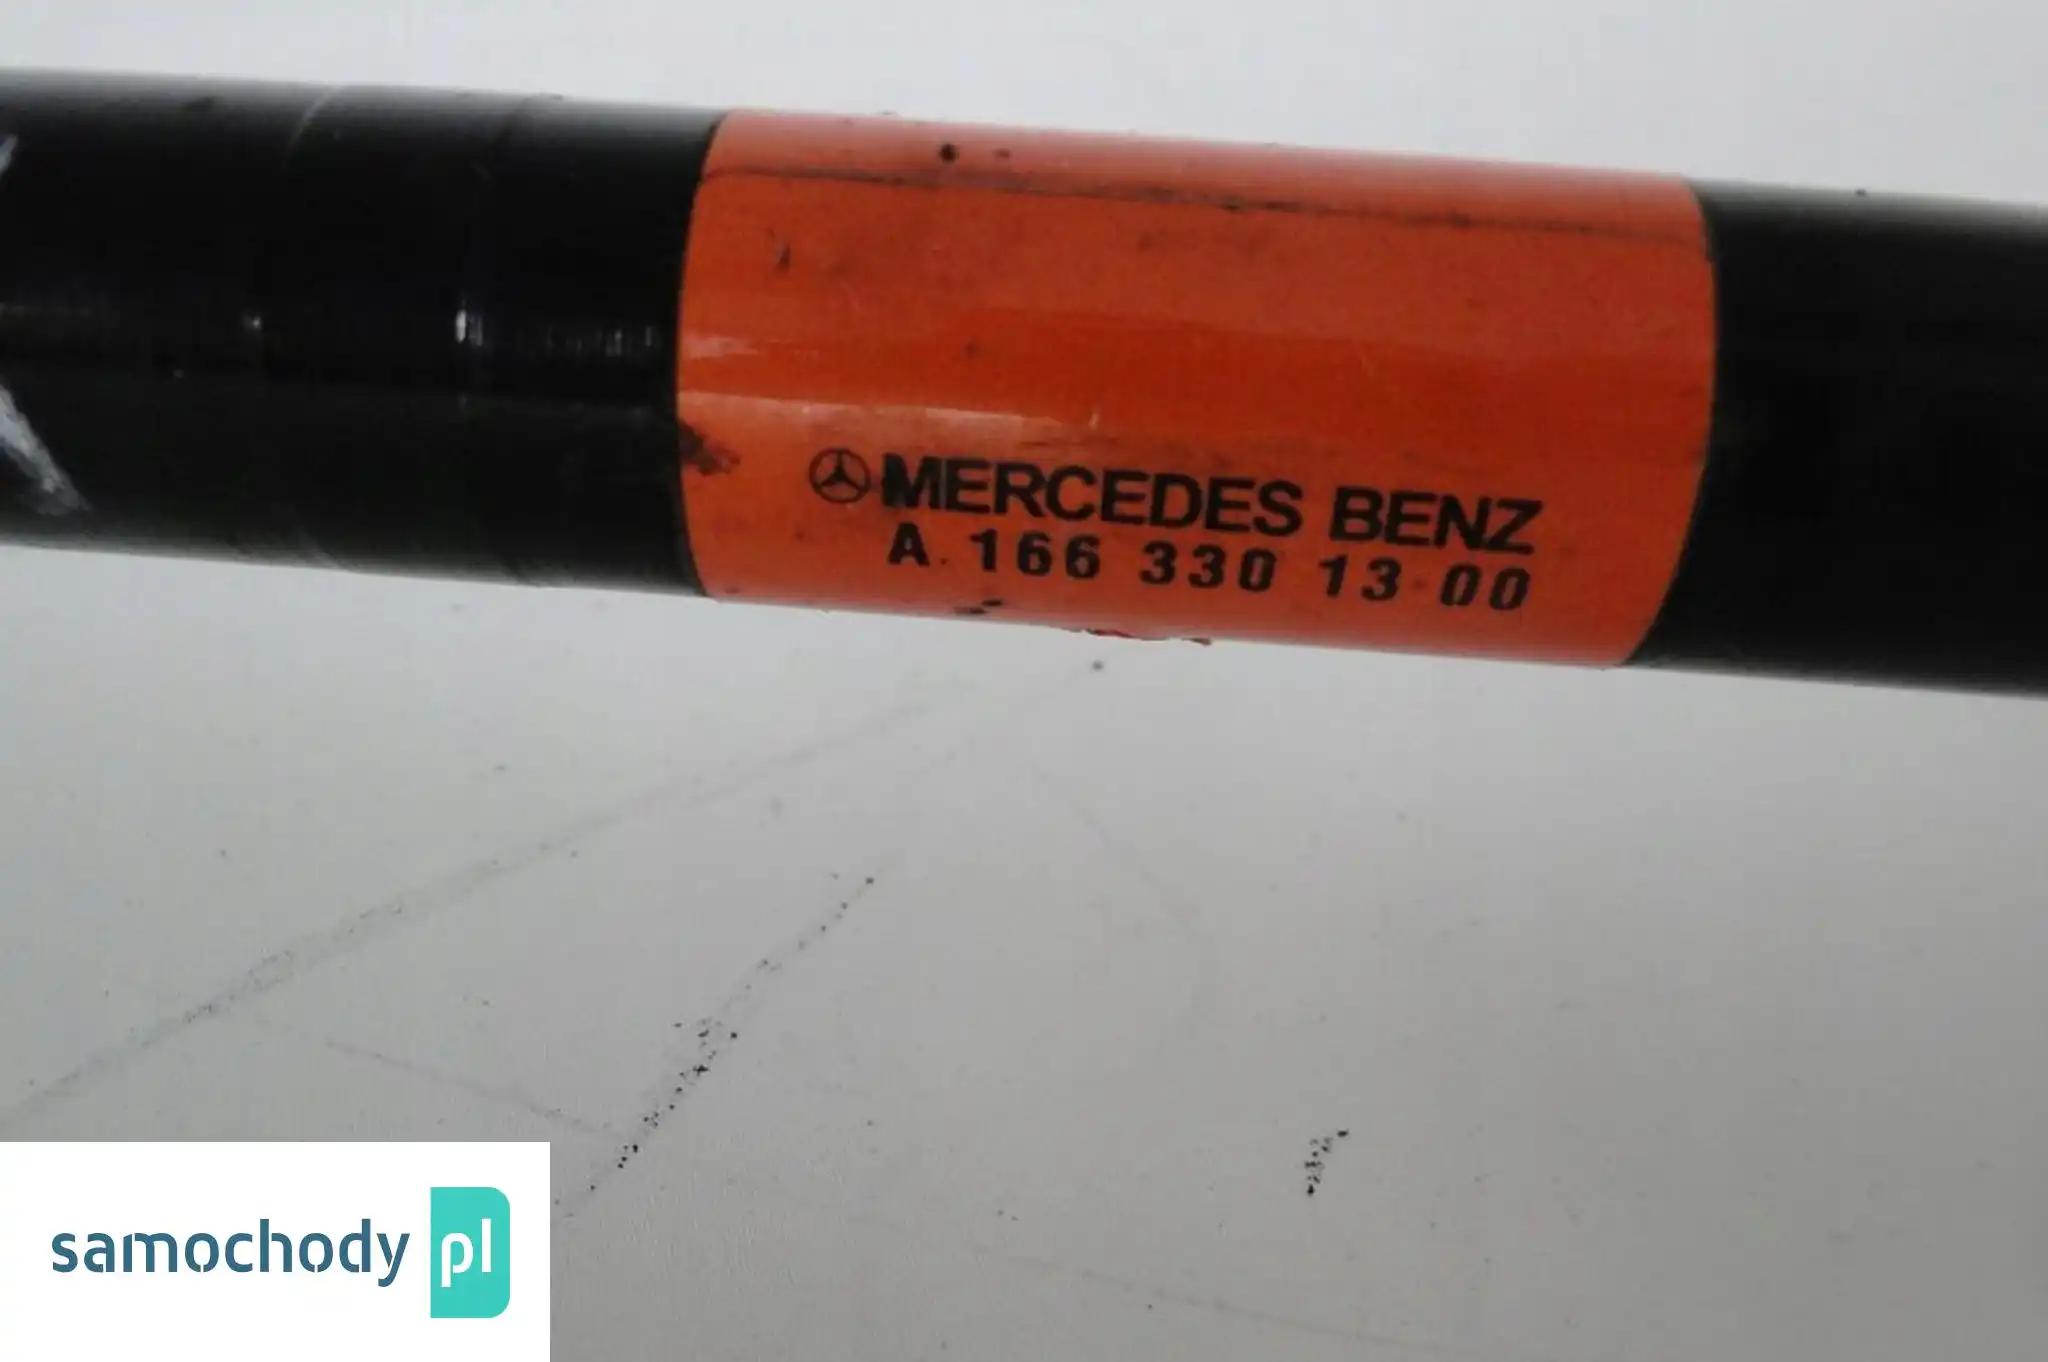 MERCEDES BENZ
A 166 330 13 00
samochody pl